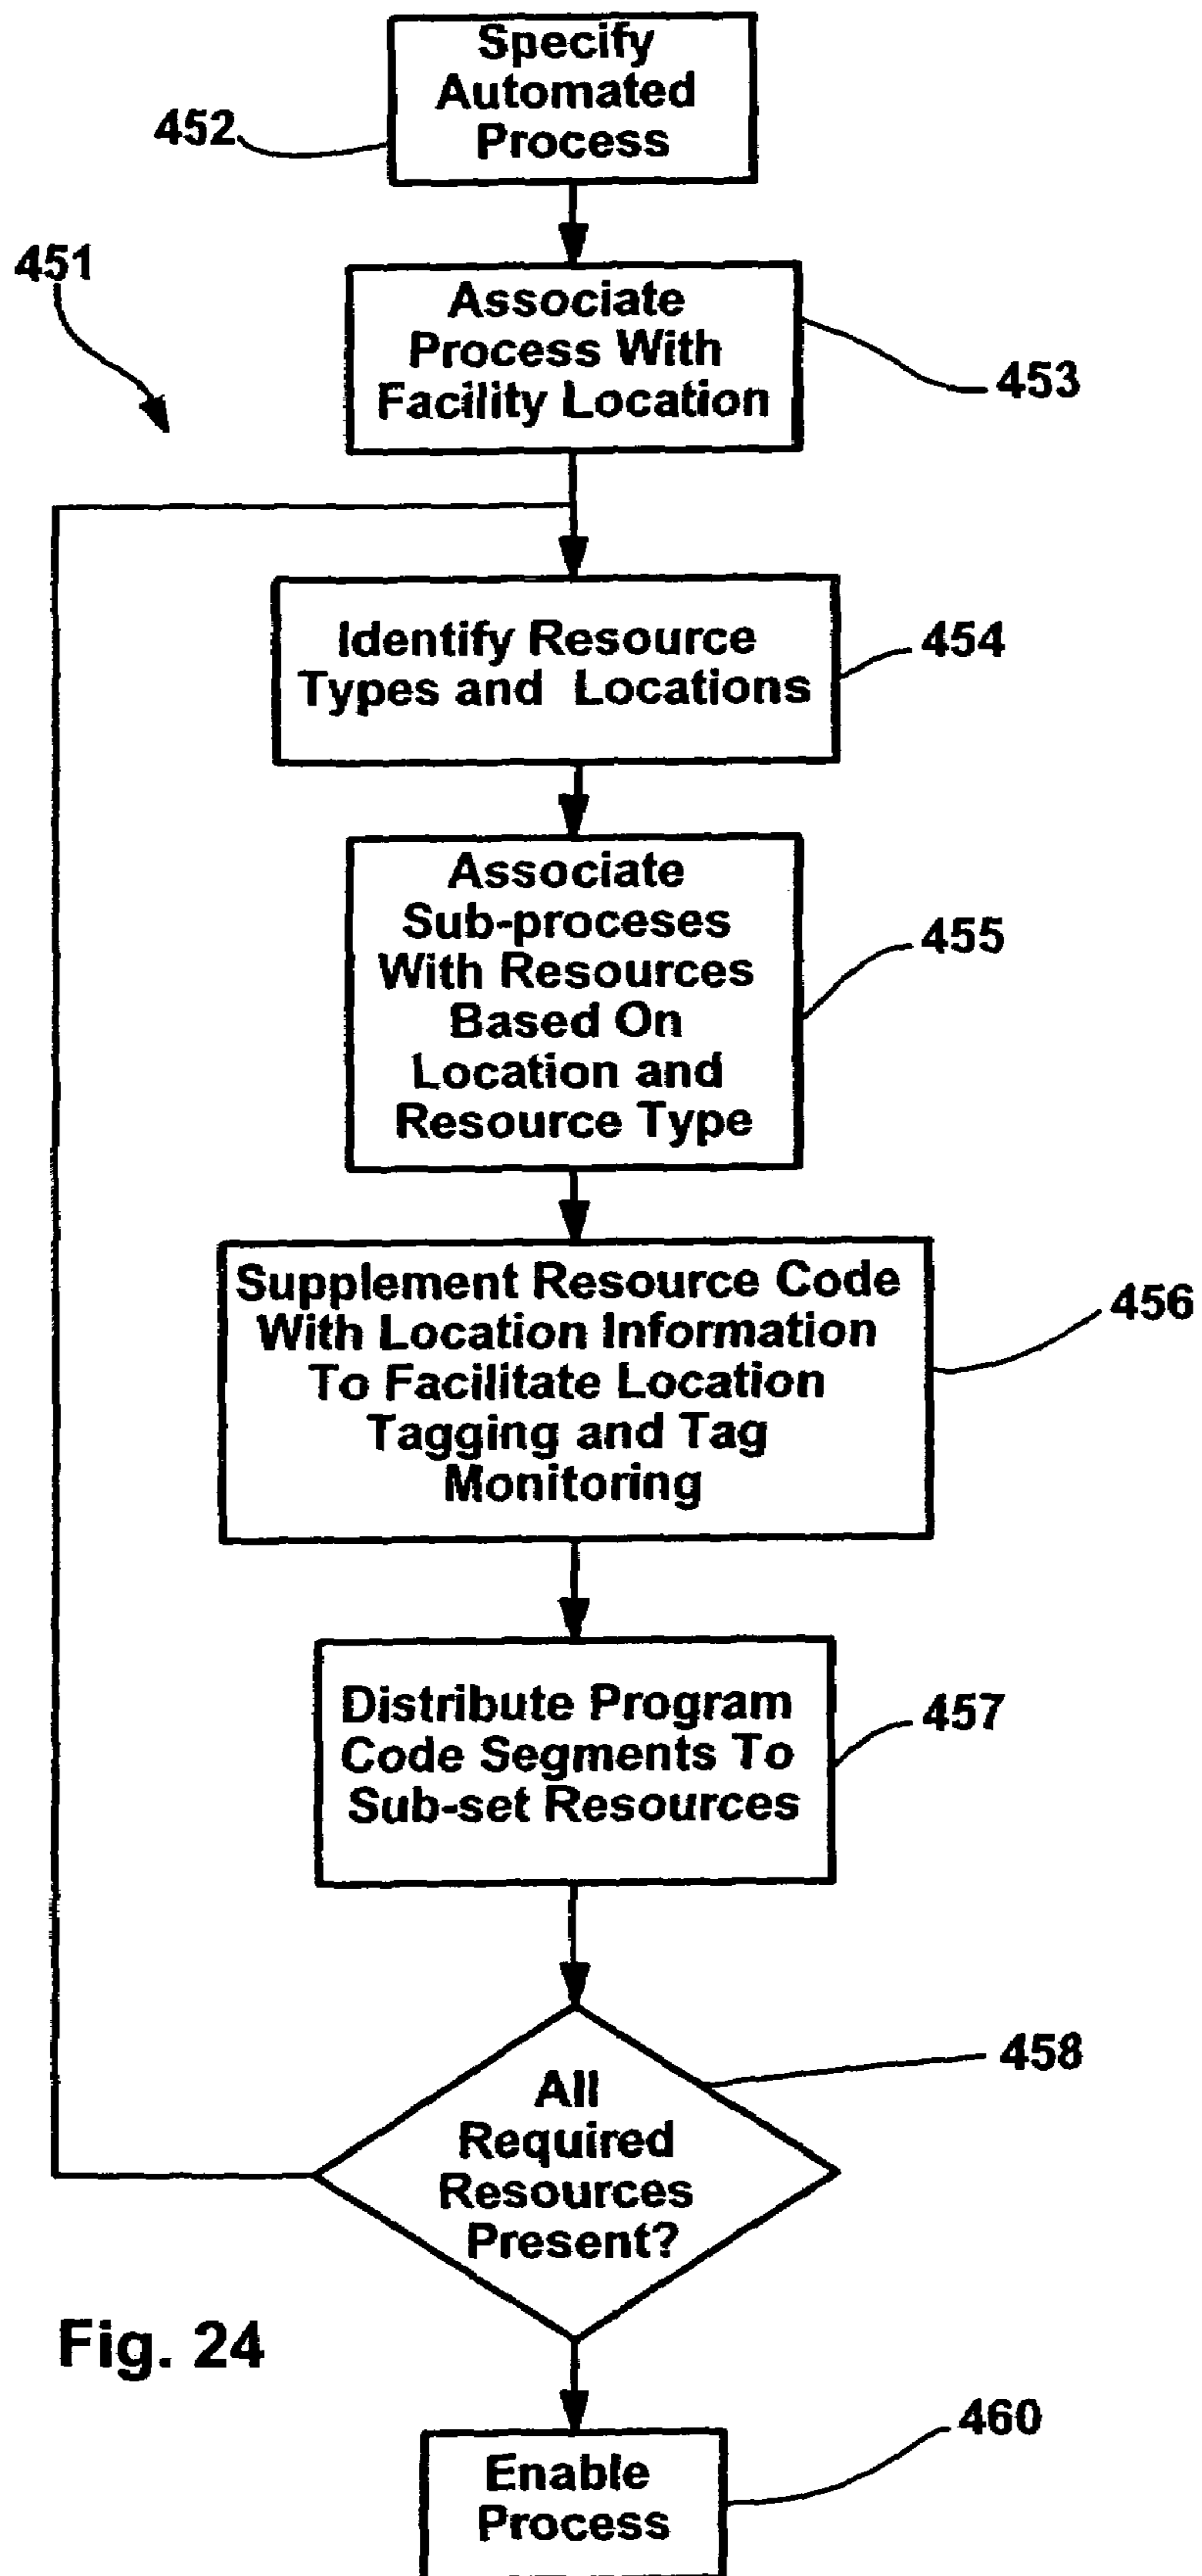 Specify
Automated
Process
452
451
Associate
Process With
Facility Location
453
Identify Resource
Types and Locations
454
Associate
Sub-proceses
With Resources
Based On
Location and
Resource Type
455
Supplement Resource Code
With Location Information
To Facilitate Location
Tagging and Tag
Monitoring
456
Distribute Program
Code Segments To
Sub-set Resources
457
All
Required
Resources
Present?
458
Fig. 24
Enable
Process
460